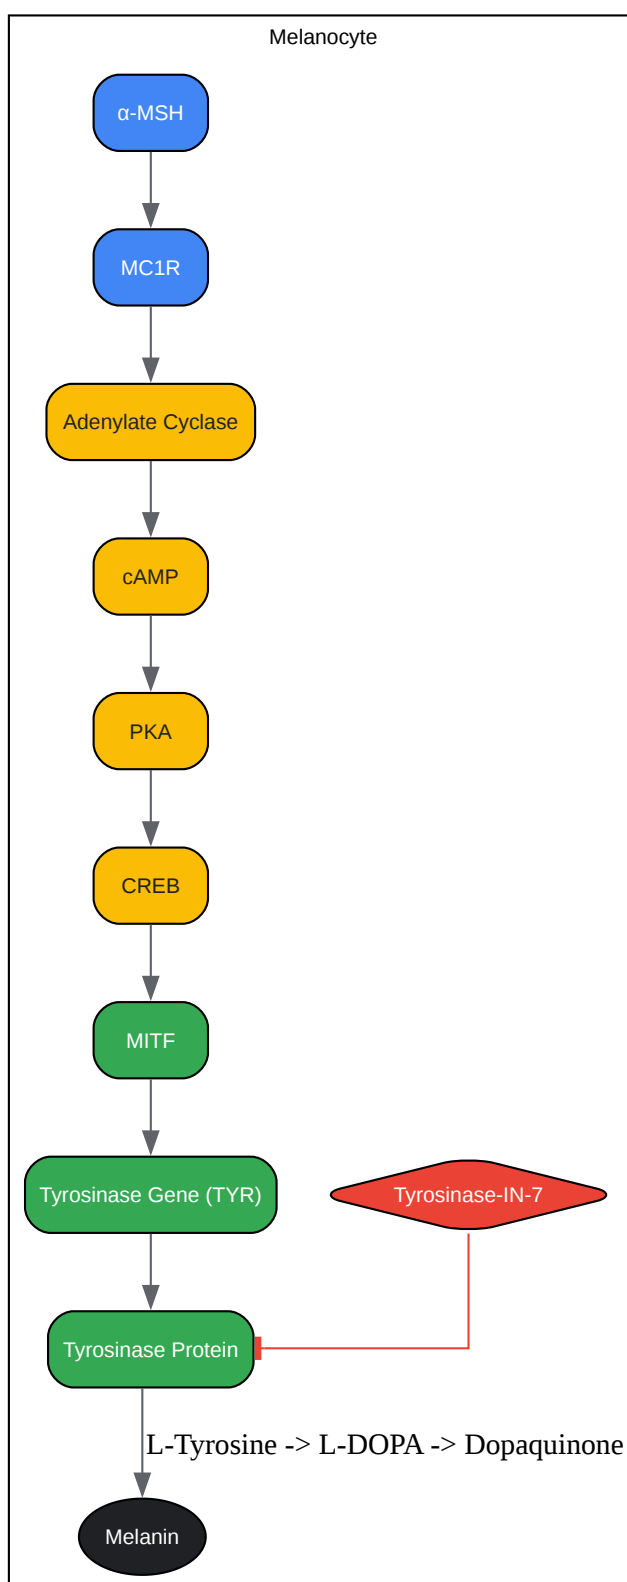 Melanocyte
α-MSH
MC1R
Adenylate Cyclase
cAMP
PKA
CREB
MITF
Tyrosinase Gene (TYR)
Tyrosinase-IN-7
Tyrosinase Protein
L-Tyrosine -> L-DOPA -> Dopaquinone
Melanin